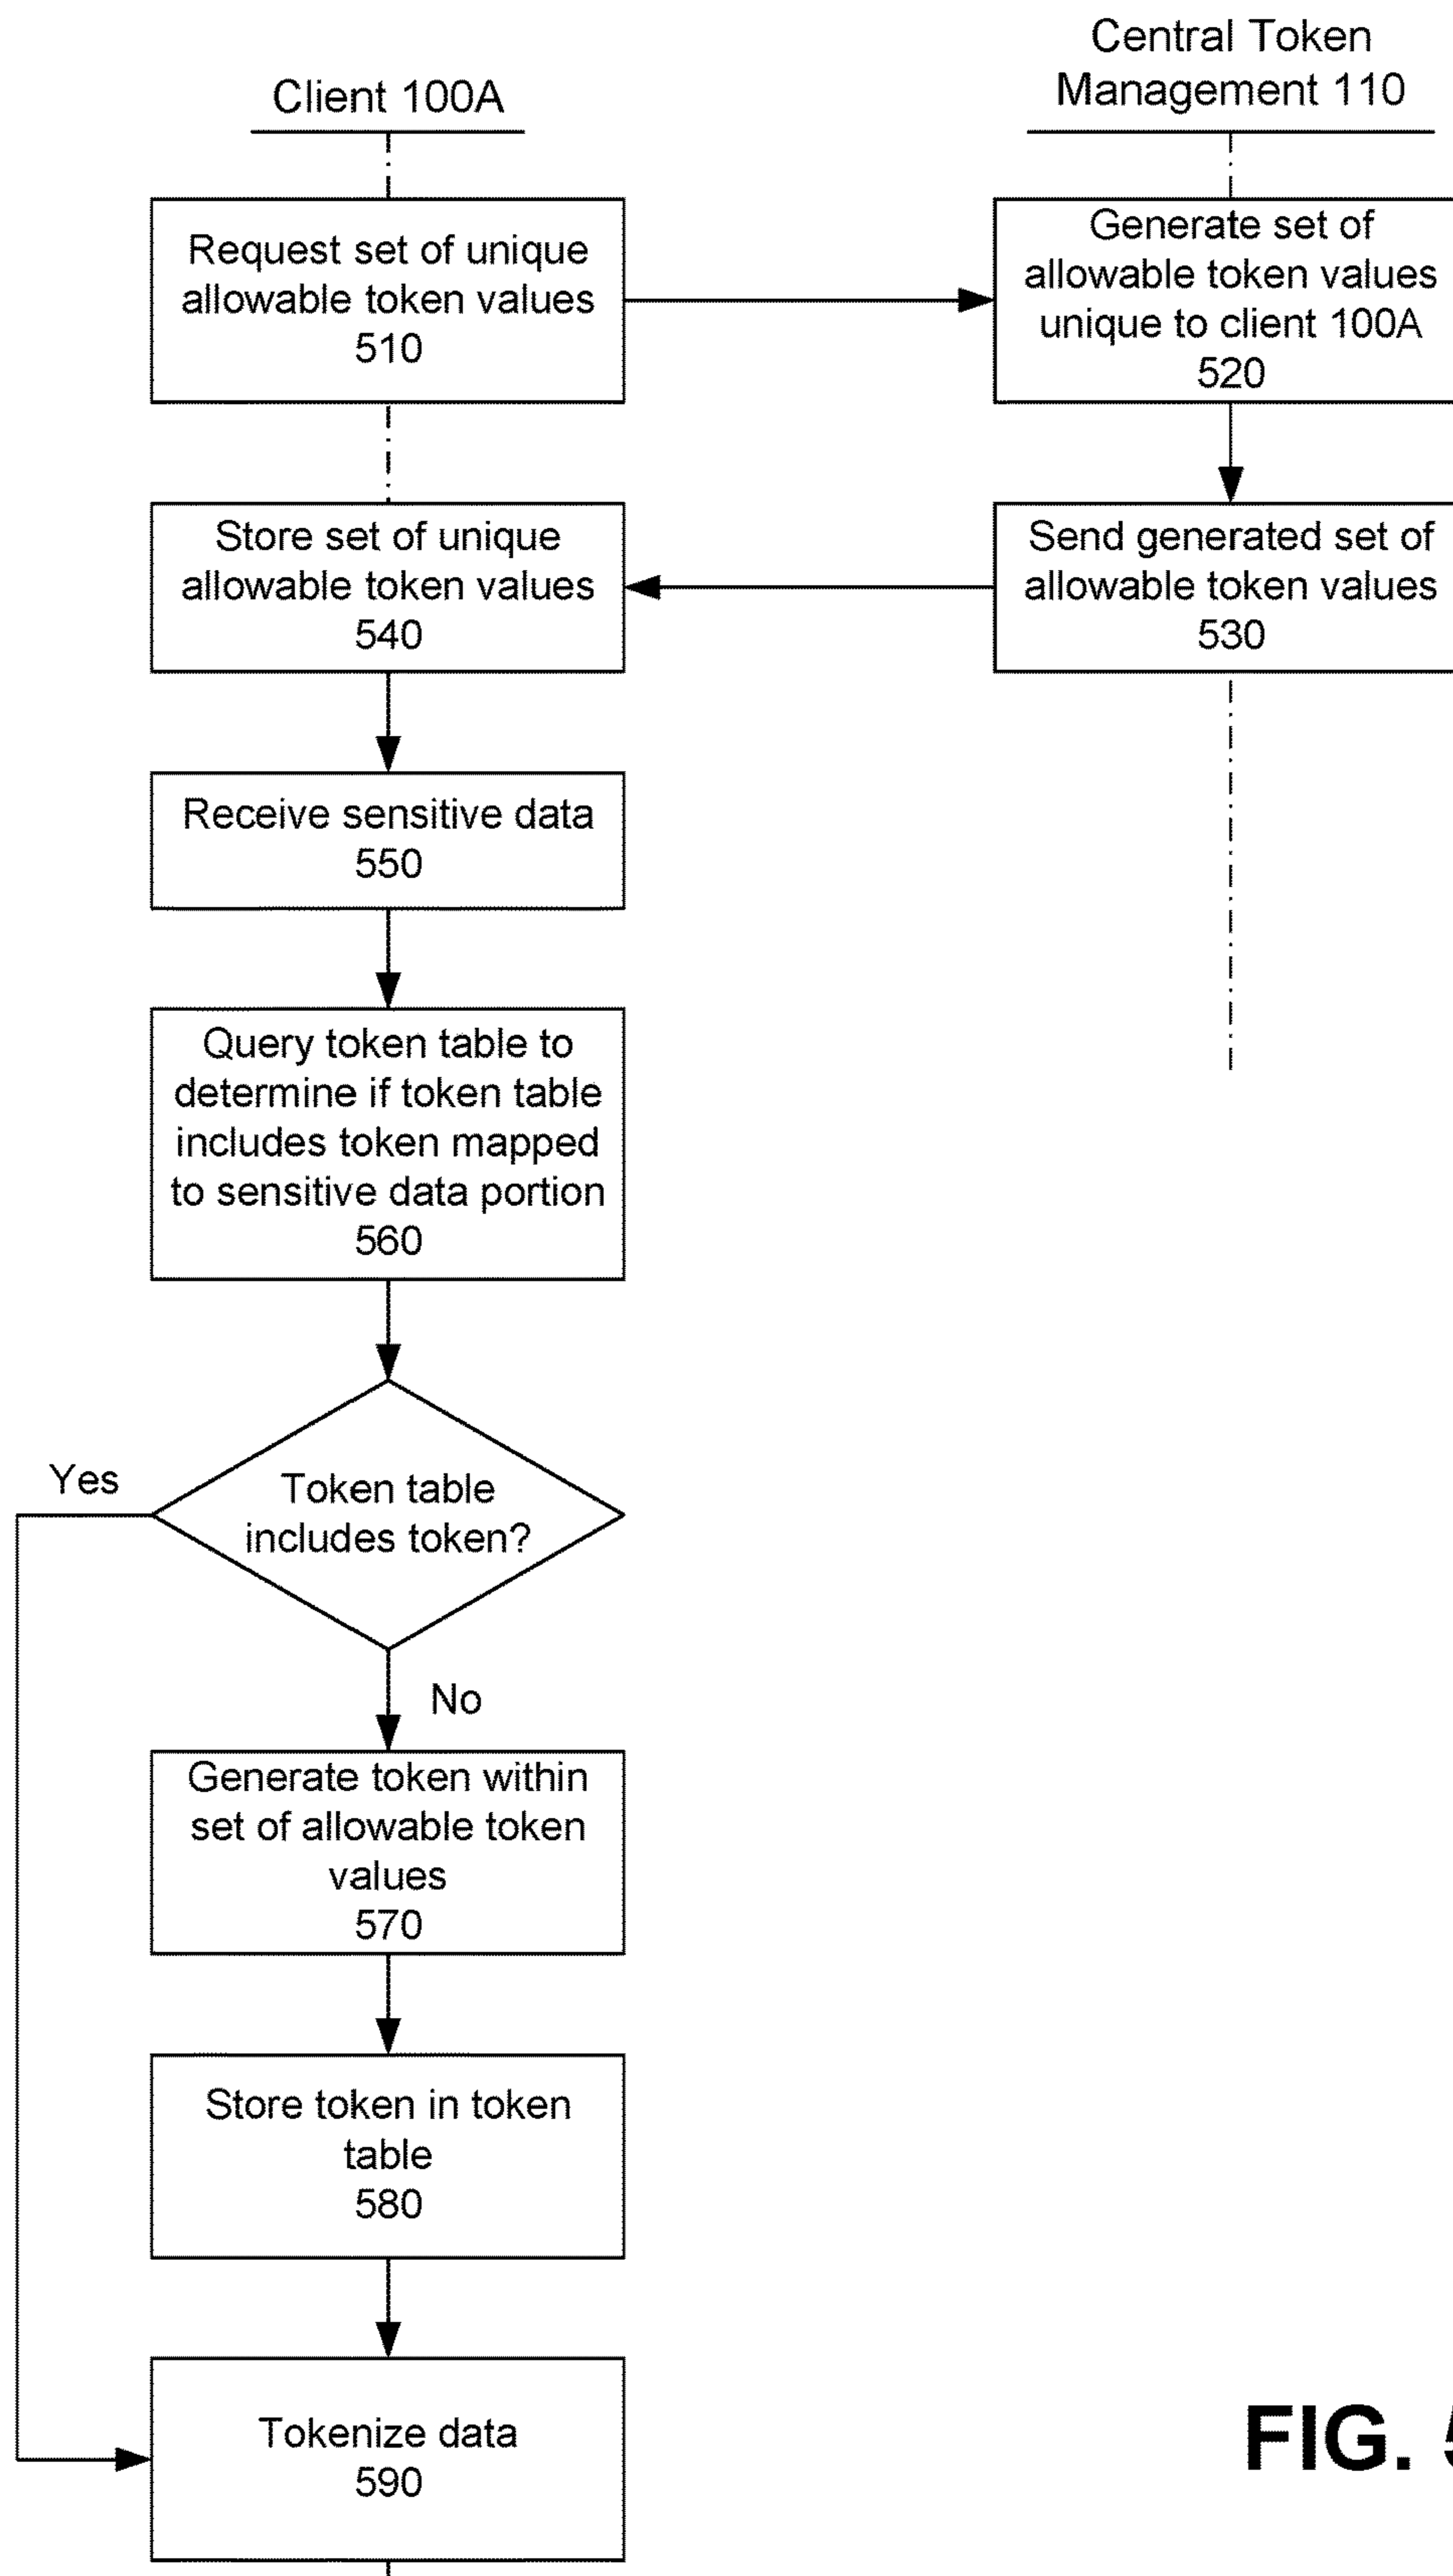 Client 100A
Central Token
Management 110
Request set of unique
allowable token values
510
Generate set of
allowable token values
unique to client 100A
520
Store set of unique
allowable token values
540
Send generated set of
allowable token values
530
Receive sensitive data
550
Query token table to
determine if token table
includes token mapped
to sensitive data portion
560
Yes
Token table
includes token?
No
Generate token within
set of allowable token
values
570
Store token in token
table
580
Tokenize data
590
FIG. 5